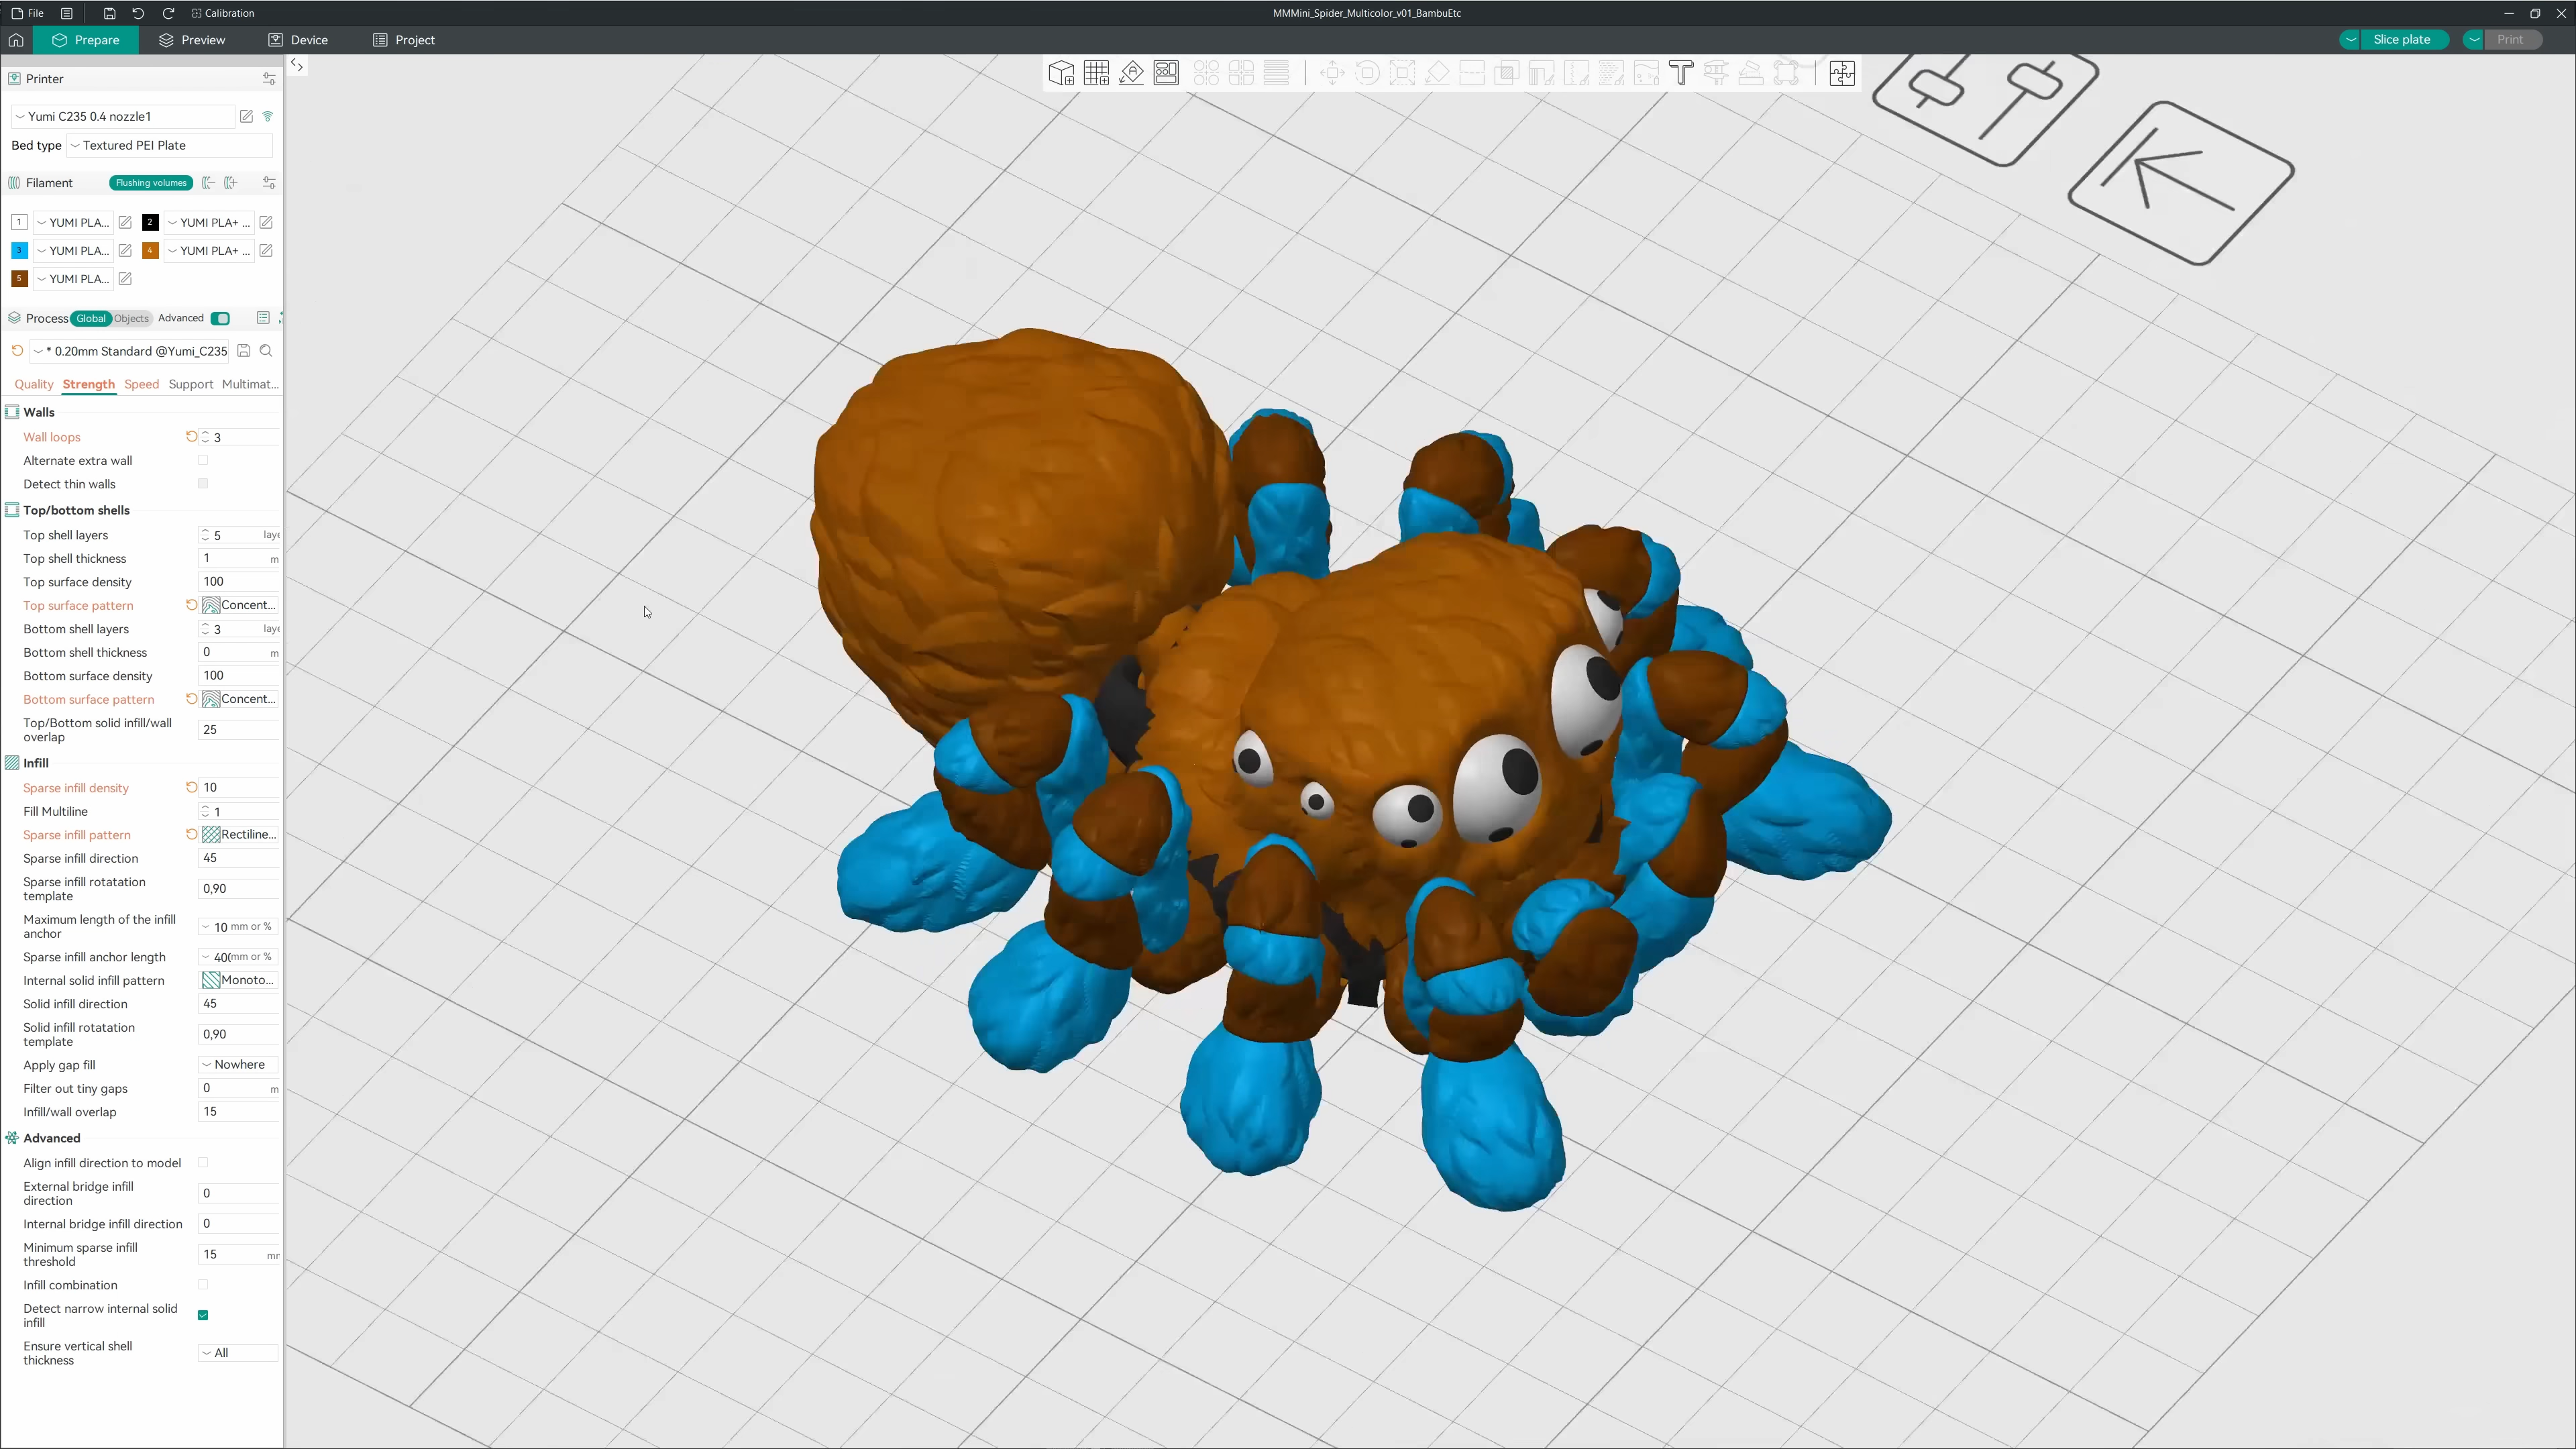 File
Calibration
MMMini_Spider_Multicolor_v01_BambuEtc
Prepare
Preview
Device
Project
Slice plate
Print
Printer
Yumi C235 0.4 nozzle1
Bed type
Textured PEI Plate
Filament
Flushing volumes
1 YUMI PLA...
2 YUMI PLA+ ...
3 YUMI PLA...
4 YUMI PLA+ ...
5 YUMI PLA...
Process Global Objects Advanced
* 0.20mm Standard @Yumi_C235
Quality Strength Speed Support Multimat...
Walls
Wall loops 3
Alternate extra wall
Detect thin walls
Top/bottom shells
Top shell layers 5 laye
Top shell thickness 1 m
Top surface density 100
Top surface pattern Concent...
Bottom shell layers 3 laye
Bottom shell thickness 0 m
Bottom surface density 100
Bottom surface pattern Concent...
Top/Bottom solid infill/wall
overlap
25
Infill
Sparse infill density 10
Fill Multiline 1
Sparse infill pattern Rectiline...
Sparse infill direction 45
Sparse infill rotatation
template
0,90
Maximum length of the infill
anchor
10 mm or %
Sparse infill anchor length 400 mm or %
Internal solid infill pattern Monoto...
Solid infill direction 45
Solid infill rotatation
template
0,90
Apply gap fill Nowhere
Filter out tiny gaps 0 m
Infill/wall overlap 15
Advanced
Align infill direction to model
External bridge infill
direction
0
Internal bridge infill direction 0
Minimum sparse infill
threshold
15 mm
Infill combination
Detect narrow internal solid
infill
Ensure vertical shell
thickness
All